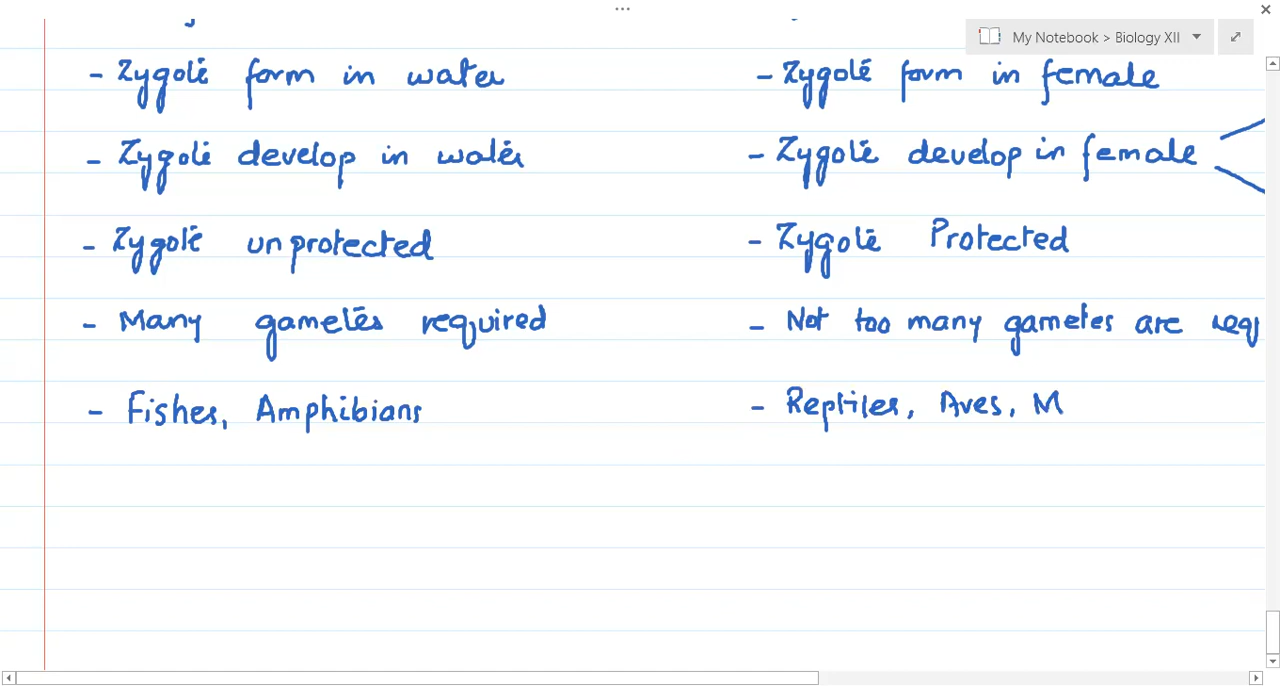 ...
My Notebook > Biology XII
- Zygote form in water
- Zygote form in female
- Zygote develop in water
- Zygote develop in female
- Zygote unprotected
- Zygote Protected
- Many gametes required
- Not too many gametes are req
- Fishes, Amphibians
- Reptiles, Aves, M